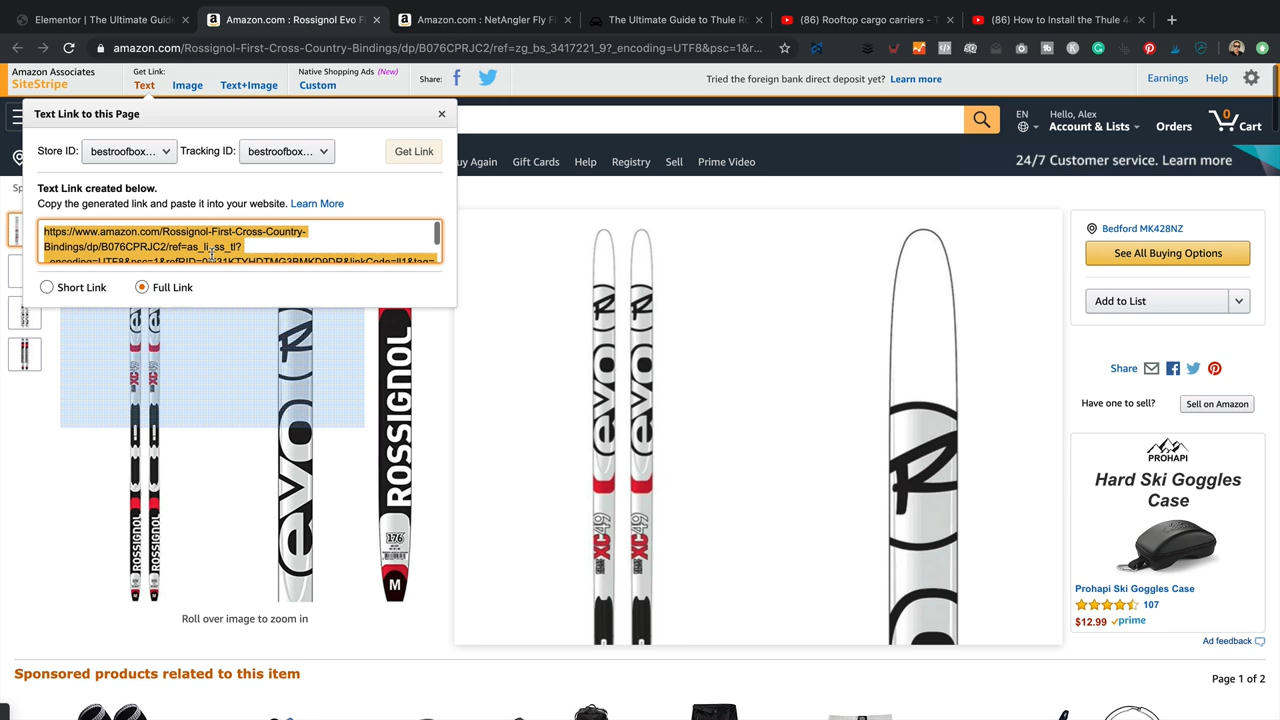 Elementor | The Ultimate Guide
Amazon.com : Rossignol Evo F
Amazon.com : NetAngler Fly Fi
The Ultimate Guide to Thule Ro
(86) Rooftop cargo carriers - T
(86) How to Install the Thule 4
amazon.com/Rossignol-First-Cross-Country-Bindings/dp/B076CPRJC2/ref=zg_bs_3417221_9?_encoding=UTF8&psc=1&r...
Amazon Associates
SiteStripe
Get Link:
Text
Image
Text+Image
Native Shopping Ads (New)
Custom
Share:
Tried the foreign bank direct deposit yet? Learn more
Earnings
Help
Text Link to this Page
Store ID: bestroofbox...
Tracking ID: bestroofbox...
Get Link
Text Link created below.
Copy the generated link and paste it into your website. Learn More
https://www.amazon.com/Rossignol-First-Cross-Country-
Bindings/dp/B076CPRJC2/ref=as_li_ss_tl?
Short Link
Full Link
EN
Hello, Alex
Account & Lists
Orders
0
Cart
uy Again
Gift Cards
Help
Registry
Sell
Prime Video
24/7 Customer service. Learn more
Sp
Bedford MK428NZ
See All Buying Options
Add to List
Share
Have one to sell?
Sell on Amazon
PROHAPI
Hard Ski Goggles
Case
Prohapi Ski Goggles Case
107
$12.99 prime
Ad feedback
evo
R
ROSSIGNOL
176
M
evo
XC49
R
Roll over image to zoom in
Sponsored products related to this item
Page 1 of 2